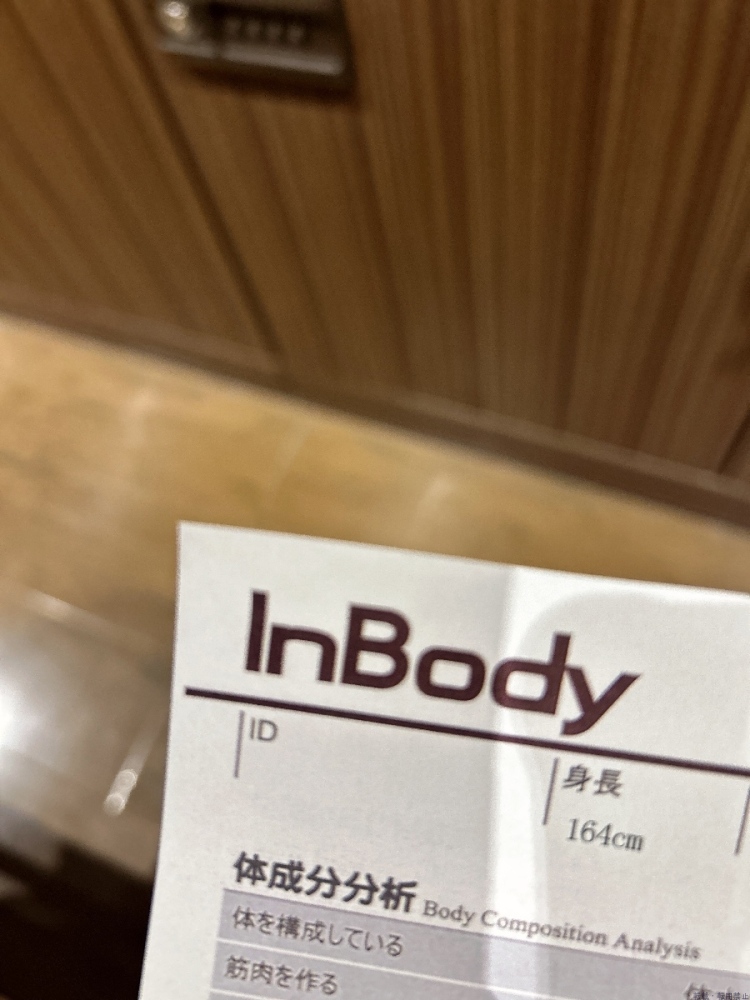 InBody
ID
身長
164cm
体成分分析 Body Composition Analysis
体を構成している
筋肉を作る